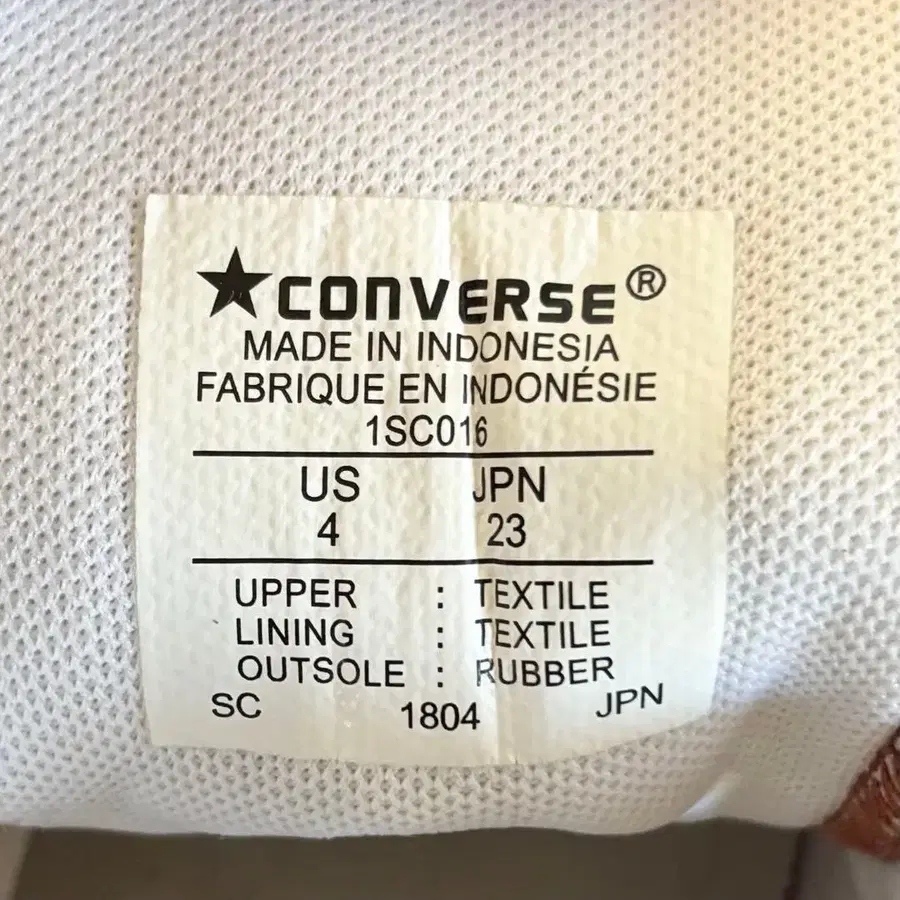 ★CONVERSE®
MADE IN INDONESIA
FABRIQUE EN INDONÉSIE
1SC016
US JPN
4 23
UPPER : TEXTILE
LINING : TEXTILE
OUTSOLE : RUBBER
SC 1804 JPN